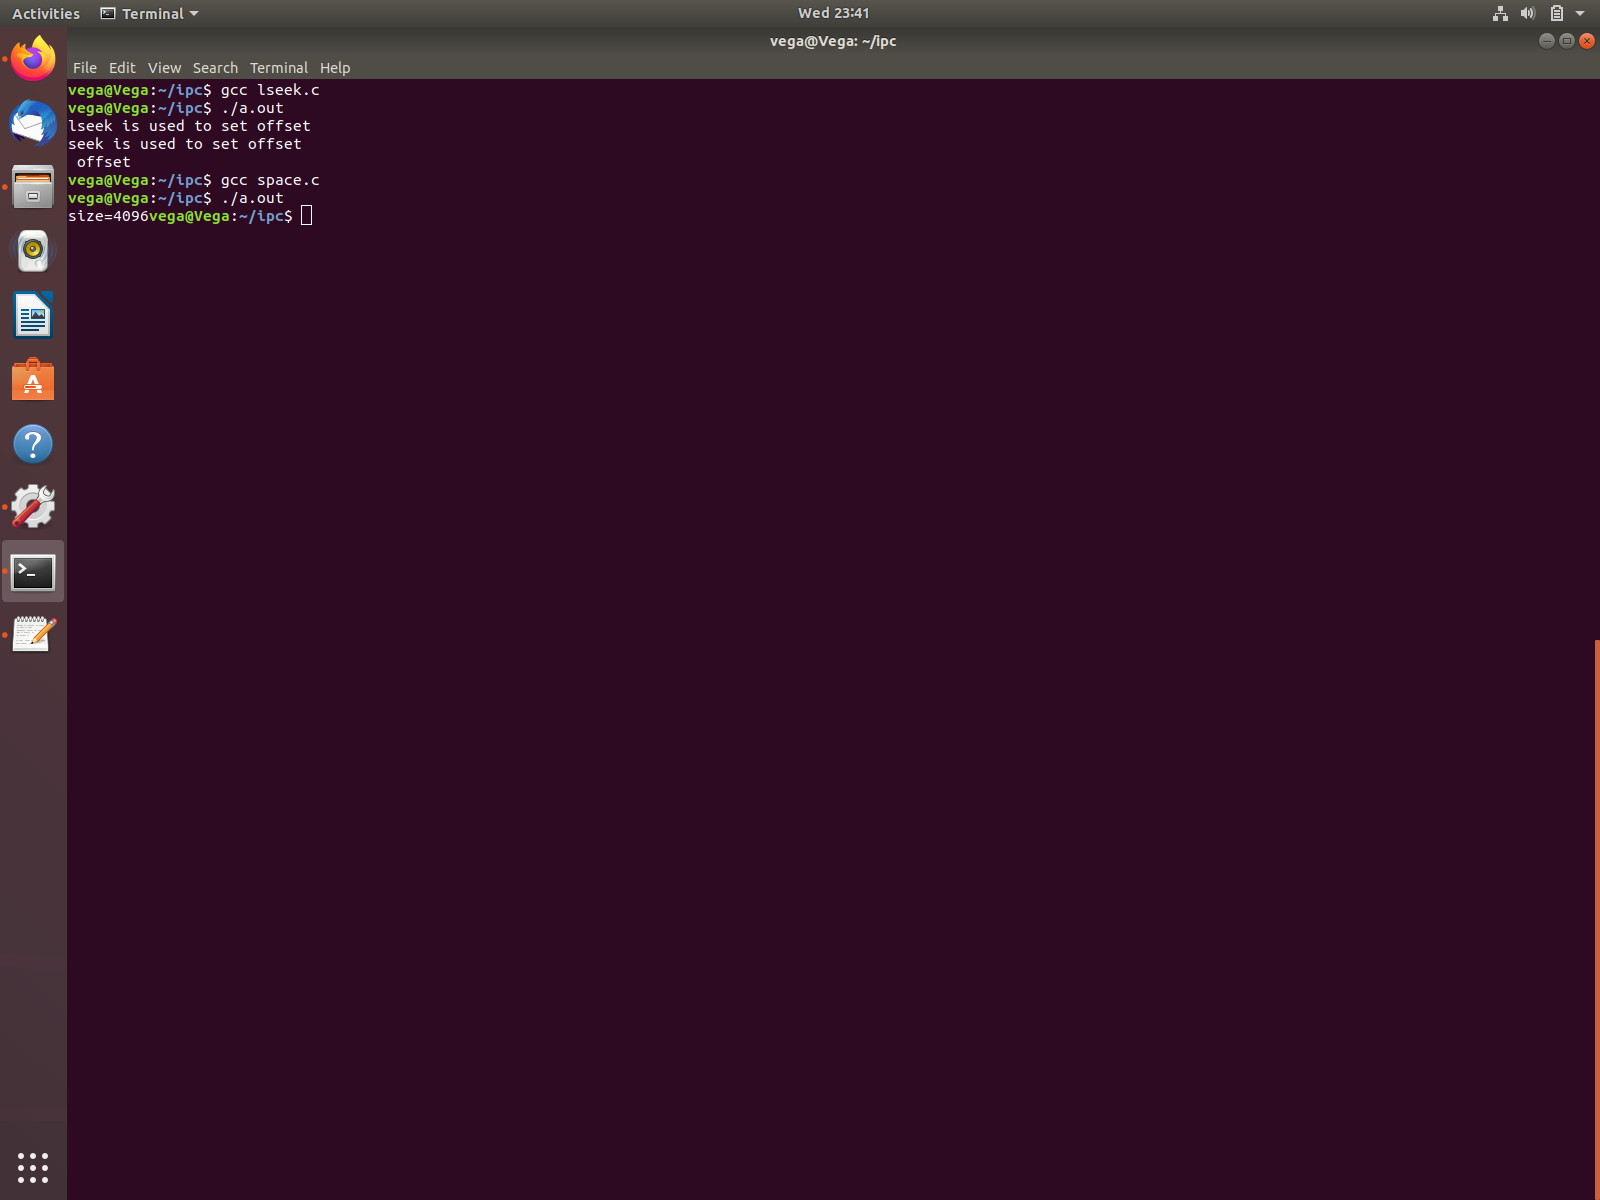 Activities Terminal Wed 23:41
vega@Vega: ~/ipc
File Edit View Search Terminal Help
vega@Vega:~/ipc$ gcc lseek.c
vega@Vega:~/ipc$ ./a.out
lseek is used to set offset
seek is used to set offset
 offset
vega@Vega:~/ipc$ gcc space.c
vega@Vega:~/ipc$ ./a.out
size=4096vega@Vega:~/ipc$